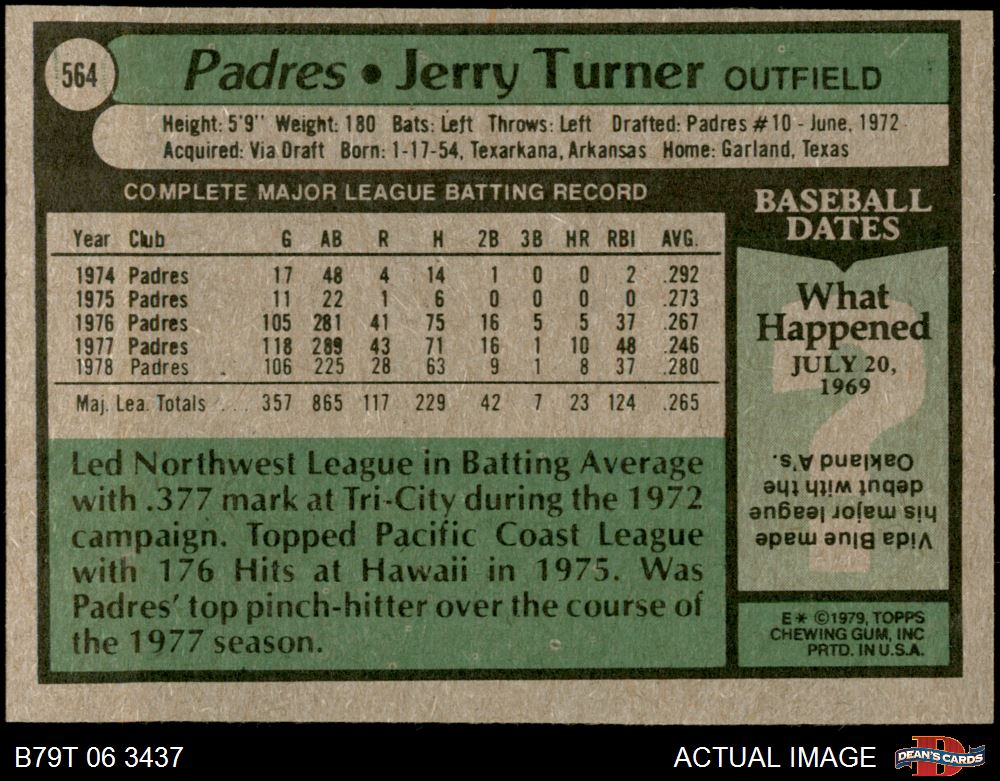 564
Padres • Jerry Turner OUTFIELD
Height: 5'9" Weight: 180 Bats: Left Throws: Left Drafted: Padres #10 - June, 1972
Acquired: Via Draft Born: 1-17-54, Texarkana, Arkansas Home: Garland, Texas
COMPLETE MAJOR LEAGUE BATTING RECORD
Year Club G AB R H 2B 3B HR RBI AVG.
1974 Padres 17 48 4 14 1 0 0 2 .292
1975 Padres 11 22 1 6 0 0 0 0 .273
1976 Padres 105 281 41 75 16 5 5 37 .267
1977 Padres 118 289 43 71 16 1 10 48 .246
1978 Padres 106 225 28 63 9 1 8 37 .280
Maj. Lea. Totals 357 865 117 229 42 7 23 124 .265
Led Northwest League in Batting Average
with .377 mark at Tri-City during the 1972
campaign. Topped Pacific Coast League
with 176 Hits at Hawaii in 1975. Was
Padres' top pinch-hitter over the course of
the 1977 season.
BASEBALL
DATES
What
Happened
JULY 20,
1969
?
Vida Blue made
his major league
debut with the
Oakland A's.
E* ©1979, TOPPS
CHEWING GUM, INC
PRTD. IN U.S.A.
B79T 06 3437
ACTUAL IMAGE
D
DEAN'S CARDS